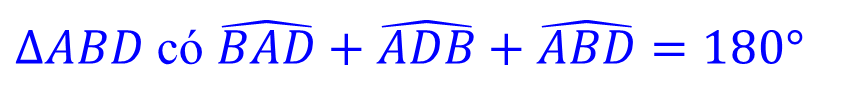 ΔABD có \widehat{BAD} + \widehat{ADB} + \widehat{ABD} = 180°